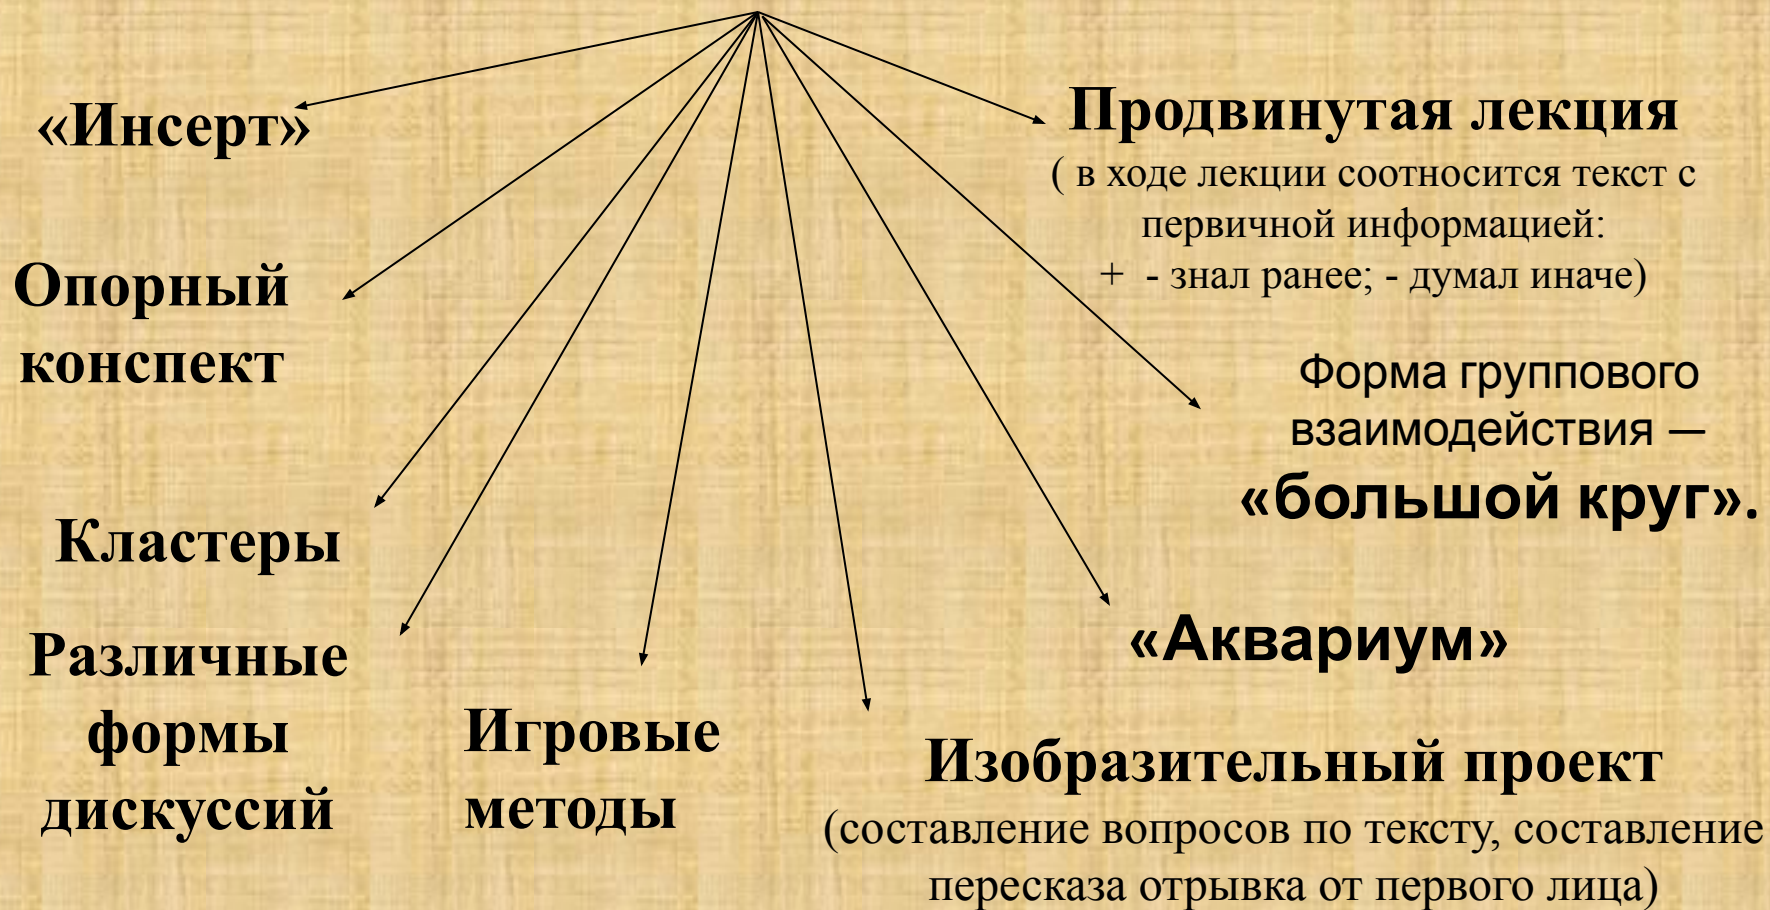 «Инсерт»
Опорный
конспект
Кластеры
Различные
формы
дискуссий
Игровые
методы
Продвинутая лекция
( в ходе лекции соотносится текст с
первичной информацией:
+ - знал ранее; - думал иначе)
Форма группового
взаимодействия —
«большой круг».
«Аквариум»
Изобразительный проект
(составление вопросов по тексту, составление
пересказа отрывка от первого лица)